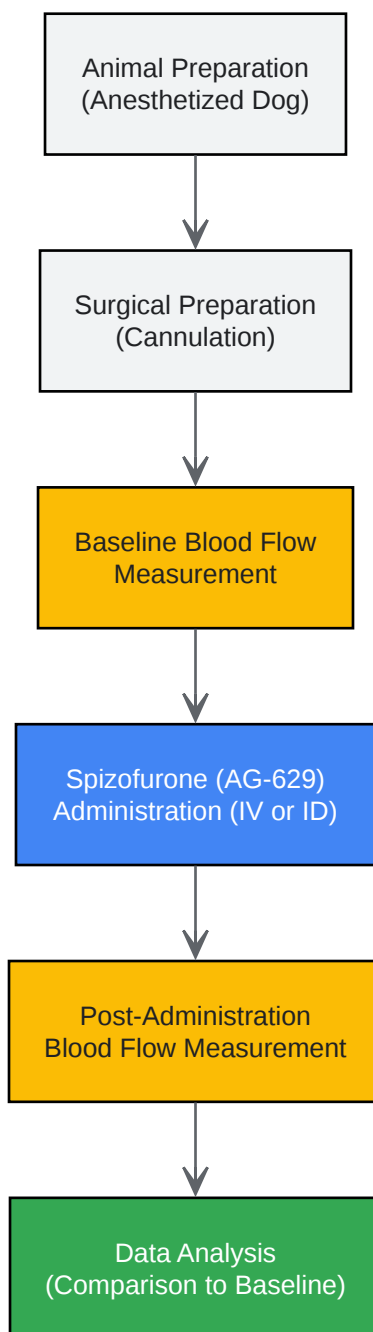 Animal Preparation
(Anesthetized Dog)
Surgical Preparation
(Cannulation)
Baseline Blood Flow
Measurement
Spizofurone (AG-629)
Administration (IV or ID)
Post-Administration
Blood Flow Measurement
Data Analysis
(Comparison to Baseline)